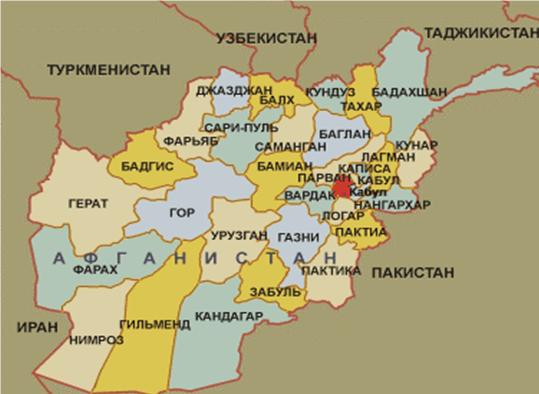 УЗБЕКИСТАН
ТАДЖИКИСТАН
ТУРКМЕНИСТАН
ДЖАЗДЖАН
БАЛХ
КУНДУЗ
ТАХАР
БАДАХШАН
ФАРЬЯБ
САРИ-ПУЛЬ
САМАНГАН
БАГЛАН
КУНАР
ЛАГМАН
БАДГИС
БАМИАН
ПАРВАН
КАПИСА
КАБУЛ
Кабул
ВАРДАК
НАНГАРХАР
ГЕРАТ
ГОР
ЛОГАР
УРУЗГАН
ГАЗНИ
ПАКТИА
АФГАНИСТАН
ФАРАХ
ПАКТИКА
ПАКИСТАН
ЗАБУЛЬ
ИРАН
НИМРОЗ
ГИЛЬМЕНД
КАНДАГАР